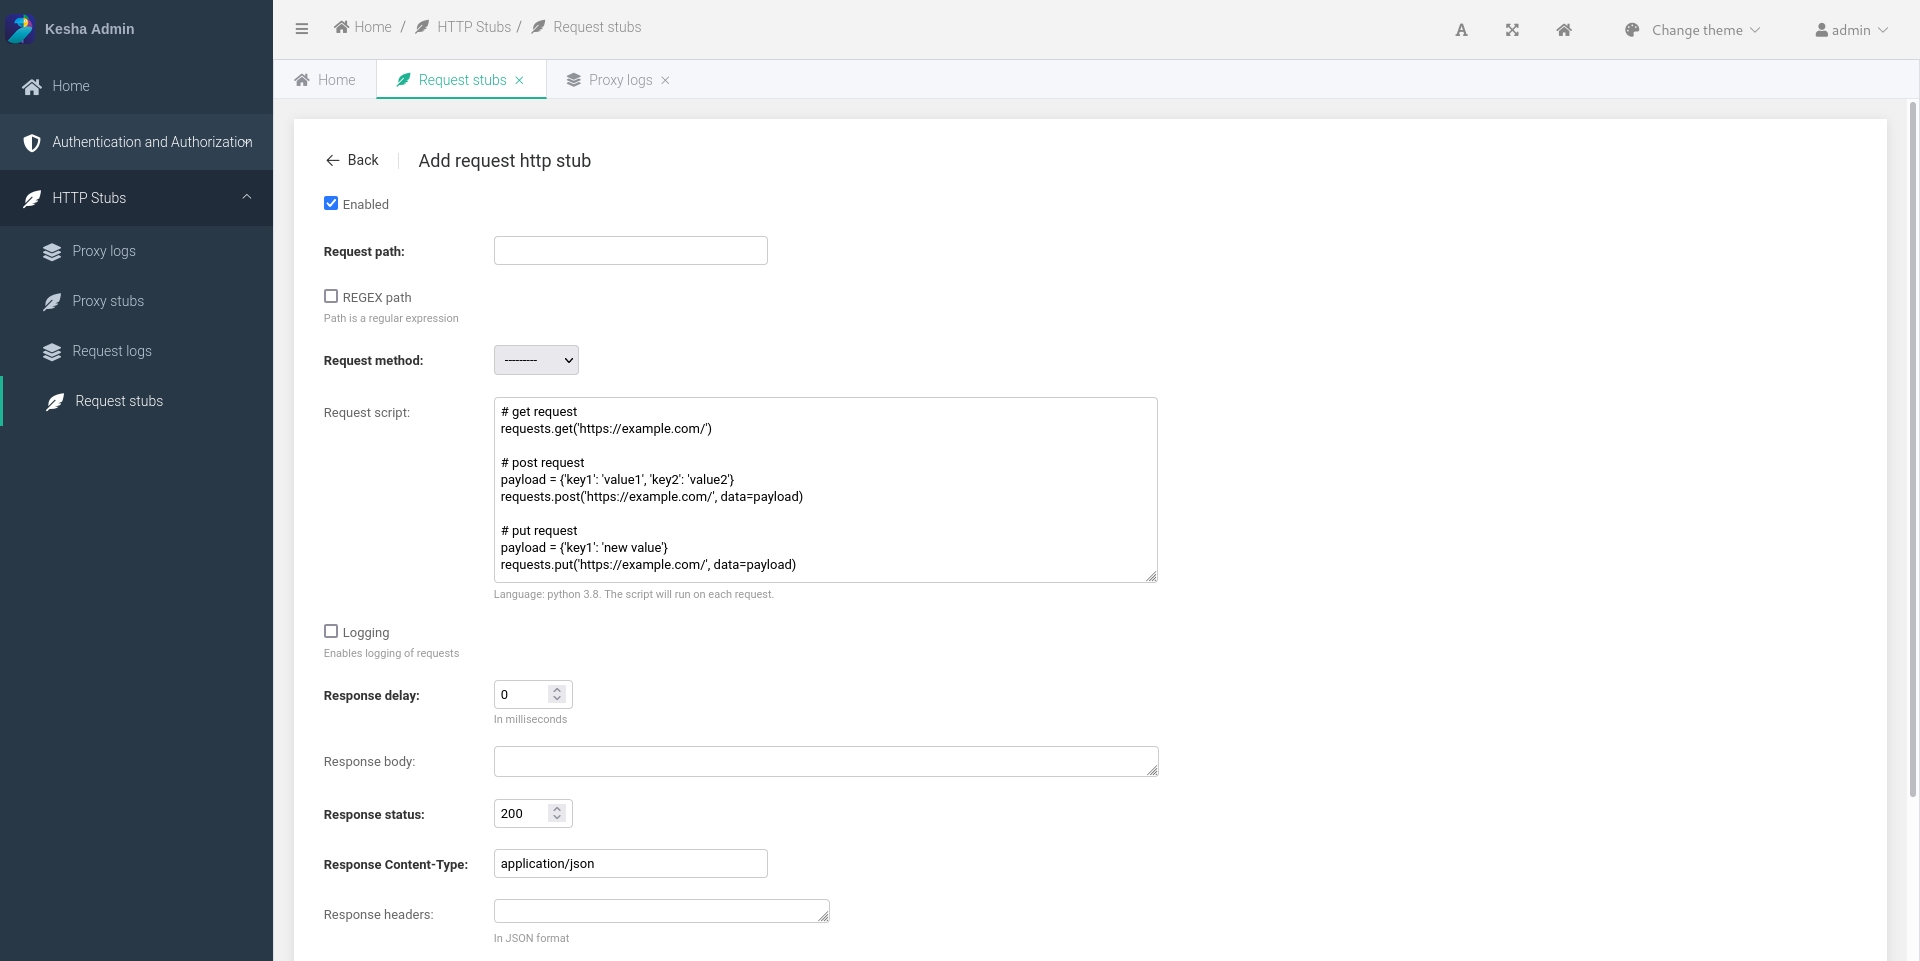 Kesha Admin
Home
Authentication and Authorization
HTTP Stubs
Proxy logs
Proxy stubs
Request logs
Request stubs
Home / HTTP Stubs / Request stubs
A
Change theme
admin
Home
Request stubs
Proxy logs
Back
Add request http stub
Enabled
Request path:
REGEX path
Path is a regular expression
Request method:
---------
Request script:
# get request
requests.get('https://example.com/')
# post request
payload = {'key1': 'value1', 'key2': 'value2'}
requests.post('https://example.com/', data=payload)
# put request
payload = {'key1': 'new value'}
requests.put('https://example.com/', data=payload)
Language: python 3.8. The script will run on each request.
Logging
Enables logging of requests
Response delay:
0
In milliseconds
Response body:
Response status:
200
Response Content-Type:
application/json
Response headers:
In JSON format